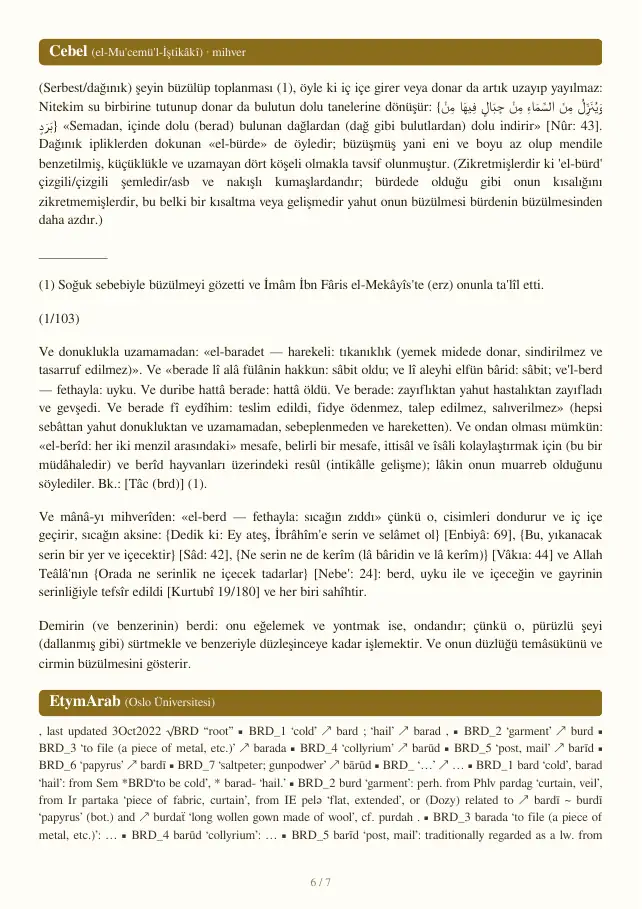 Cebel (el-Mu'cemü'l-İştikâkî) · mihver
(Serbest/dağınık) şeyin büzülüp toplanması (1), öyle ki iç içe girer veya donar da artık uzayıp yayılmaz:
Nitekim su birbirine tutunup donar da bulutun dolu tanelerine dönüşür: {وَيُنَزِّلُ مِنَ السَّمَاءِ مِنْ جِبَالٍ فِيهَا مِنْ
بَرَدٍ} «Semadan, içinde dolu (berad) bulunan dağlardan (dağ gibi bulutlardan) dolu indirir» [Nûr: 43].
Dağınık ipliklerden dokunan «el-bürde» de öyledir; büzüşmüş yani eni ve boyu az olup mendile
benzetilmiş, küçüklükle ve uzamayan dört köşeli olmakla tavsif olunmuştur. (Zikretmişlerdir ki 'el-bürd'
çizgili/çizgili şemledir/asb ve nakışlı kumaşlardandır; bürdede olduğu gibi onun kısalığını
zikretmemişlerdir, bu belki bir kısaltma veya gelişmedir yahut onun büzülmesi bürdenin büzülmesinden
daha azdır.)
(1) Soğuk sebebiyle büzülmeyi gözetti ve İmâm İbn Fâris el-Mekâyîs'te (erz) onunla ta'lîl etti.
(1/103)
Ve donuklukla uzamamadan: «el-baradet — harekeli: tıkanıklık (yemek midede donar, sindirilmez ve
tasarruf edilmez)». Ve «berade lî alâ fülânin hakkun: sâbit oldu; ve lî aleyhi elfün bârid: sâbit; ve'l-berd
— fethayla: uyku. Ve duribe hattâ berade: hattâ öldü. Ve berade: zayıflıktan yahut hastalıktan zayıfladı
ve gevşedi. Ve berade fî eydîhim: teslim edildi, fidye ödenmez, talep edilmez, salıverilmez» (hepsi
sebâttan yahut donukluktan ve uzamamadan, sebeplenmeden ve hareketten). Ve ondan olması mümkün:
«el-berîd: her iki menzil arasındaki» mesafe, belirli bir mesafe, ittisâl ve îsâli kolaylaştırmak için (bu bir
müdâhaledir) ve berîd hayvanları üzerindeki resûl (intikâlle gelişme); lâkin onun muarreb olduğunu
söylediler. Bk.: [Tâc (brd)] (1).
Ve mânâ-yı mihverîden: «el-berd — fethayla: sıcağın zıddı» çünkü o, cisimleri dondurur ve iç içe
geçirir, sıcağın aksine: {Dedik ki: Ey ateş, İbrâhîm'e serin ve selâmet ol} [Enbiyâ: 69], {Bu, yıkanacak
serin bir yer ve içecektir} [Sâd: 42], {Ne serin ne de kerîm (lâ bâridin ve lâ kerîm)} [Vâkıa: 44] ve Allah
Teâlâ'nın {Orada ne serinlik ne içecek tadarlar} [Nebe': 24]: berd, uyku ile ve içeceğin ve gayrinin
serinliğiyle tefsîr edildi [Kurtubî 19/180] ve her biri sahîhtir.
Demirin (ve benzerinin) berdi: onu eğelemek ve yontmak ise, ondandır; çünkü o, pürüzlü şeyi
(dallanmış gibi) sürtmekle ve benzeriyle düzleşinceye kadar işlemektir. Ve onun düzlüğü temâsükünü ve
cirmin büzülmesini gösterir.
EtymArab (Oslo Üniversitesi)
, last updated 3Oct2022 √BRD “root” ▪ BRD_1 ‘cold’ ↗ bard ; ‘hail’ ↗ barad , ▪ BRD_2 ‘garment’ ↗ burd ▪
BRD_3 ‘to file (a piece of metal, etc.)’ ↗ barada ▪ BRD_4 ‘collyrium’ ↗ barūd ▪ BRD_5 ‘post, mail’ ↗ barīd ▪
BRD_6 ‘papyrus’ ↗ bardī ▪ BRD_7 ‘saltpeter; gunpodwer’ ↗ bārūd ▪ BRD_ ‘…’ ↗ … ▪ BRD_1 bard ‘cold’, barad
‘hail’: from Sem *BRD‘to be cold’, * barad- ‘hail.’ ▪ BRD_2 burd ‘garment’: perh. from Phlv pardag ‘curtain, veil’,
from Ir partaka ‘piece of fabric, curtain’, from IE pelə ‘flat, extended’, or (Dozy) related to ↗ bardī ~ burdī
‘papyrus’ (bot.) and ↗ burdaẗ ‘long wollen gown made of wool’, cf. purdah . ▪ BRD_3 barada ‘to file (a piece of
metal, etc.)’: … ▪ BRD_4 barūd ‘collyrium’: … ▪ BRD_5 barīd ‘post, mail’: traditionally regarded as a lw. from
6 / 7